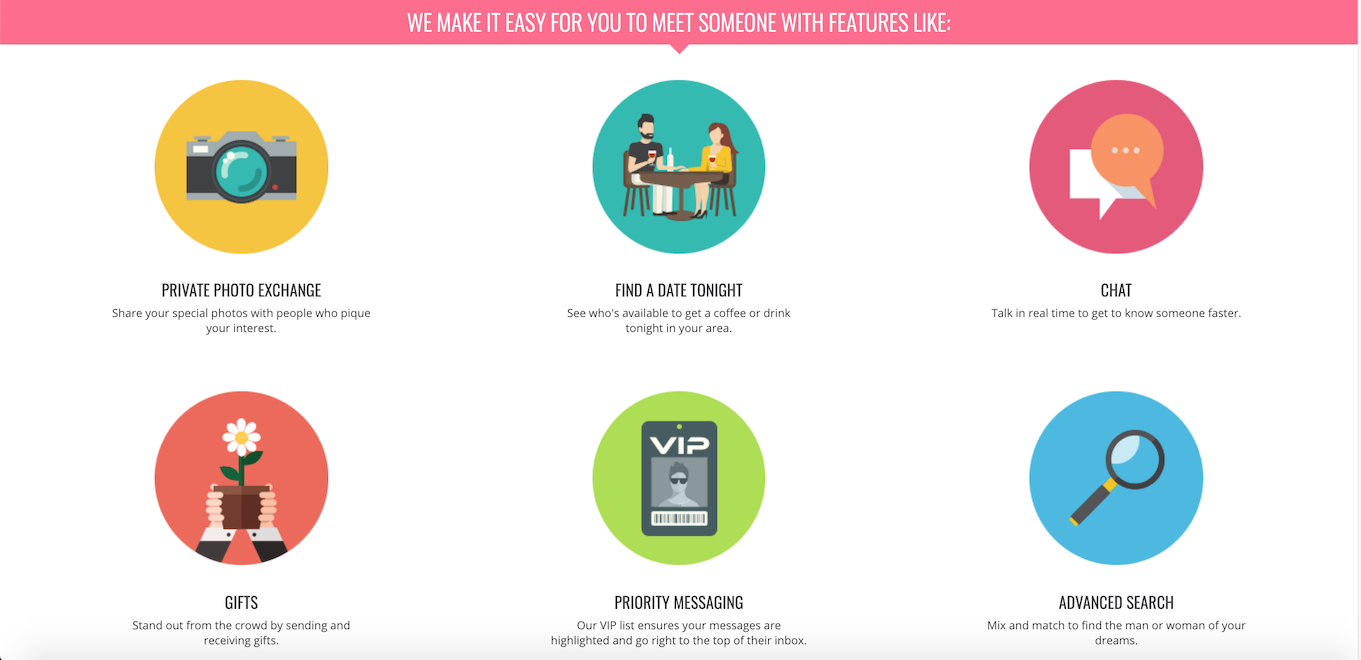 WE MAKE IT EASY FOR YOU TO MEET SOMEONE WITH FEATURES LIKE:
PRIVATE PHOTO EXCHANGE
Share your special photos with people who pique
your interest.
FIND A DATE TONIGHT
See who's available to get a coffee or drink
tonight in your area.
CHAT
Talk in real time to get to know someone faster.
GIFTS
Stand out from the crowd by sending and
receiving gifts.
VIP
PRIORITY MESSAGING
Our VIP list ensures your messages are
highlighted and go right to the top of their inbox.
ADVANCED SEARCH
Mix and match to find the man or woman of your
dreams.